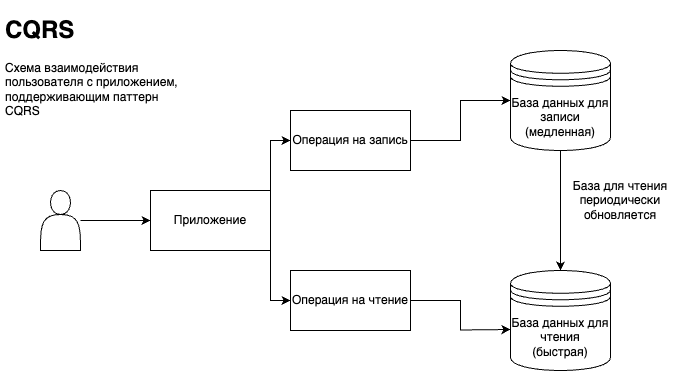 CQRS
Схема взаимодействия
пользователя с приложением,
поддерживающим паттерн
CQRS
База данных для
записи
(медленная)
Операция на запись
База для чтения
периодически
обновляется
Приложение
Операция на чтение
База данных для
чтения
(быстрая)